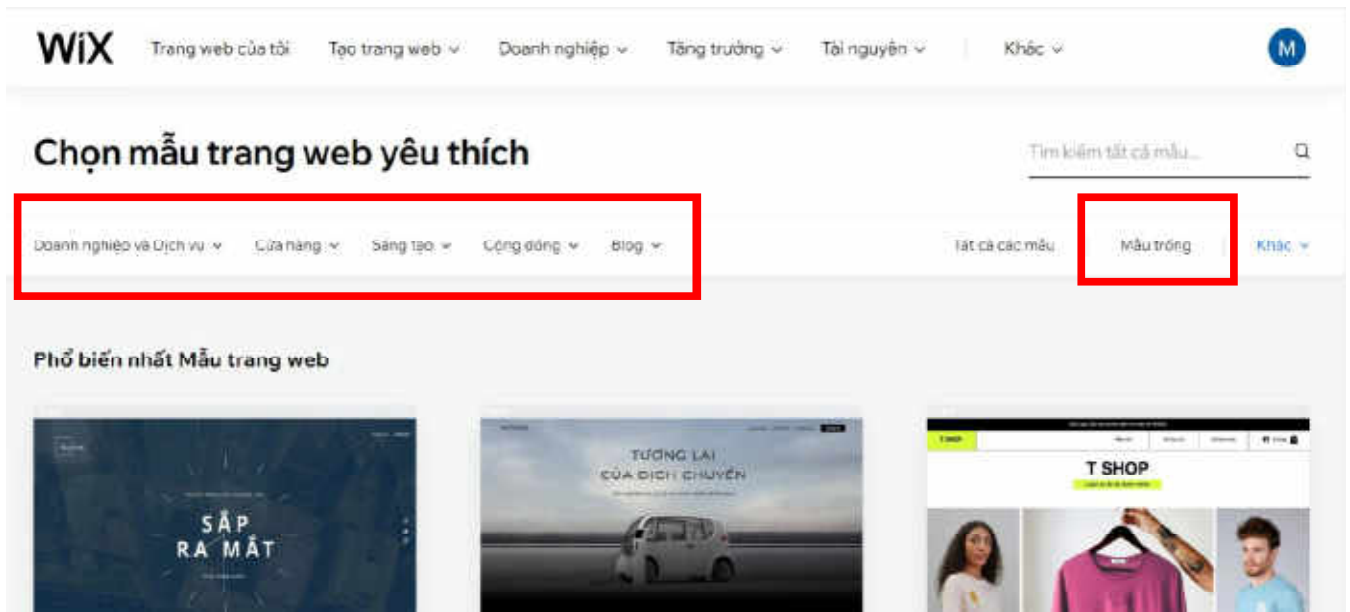 WiX Trang web của tôi Tạo trang web Doanh nghiệp Tăng trưởng Tài nguyên Khác M
Chọn mẫu trang web yêu thích
Tìm kiếm tất cả mẫu...
Doanh nghiệp và Dịch vụ Cửa hàng Sáng tạo Cộng đồng Blog Tất cả các mẫu Mẫu trống Khác
Phổ biến nhất Mẫu trang web
SẮP
RA MẮT
TƯƠNG LAI
CỦA DỊCH CHUYỂN
T SHOP
T SHOP